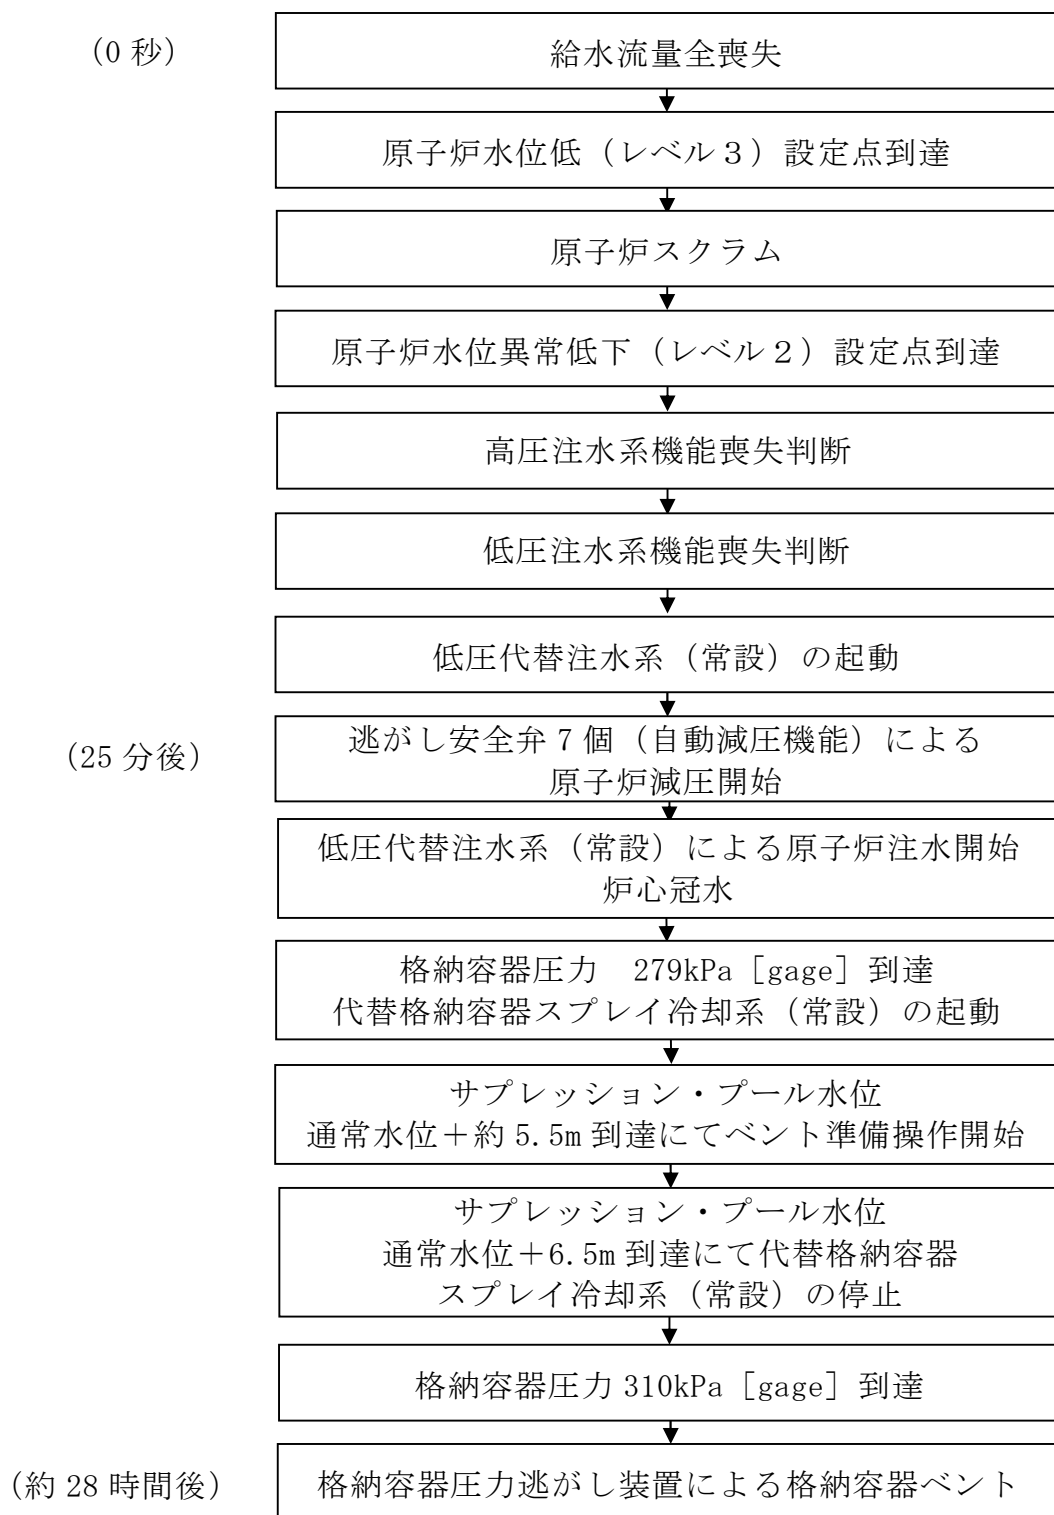 (0 秒)
給水流量全喪失
原子炉水位低（レベル３）設定点到達
原子炉スクラム
原子炉水位異常低下（レベル２）設定点到達
高圧注水系機能喪失判断
低圧注水系機能喪失判断
低圧代替注水系（常設）の起動
(25 分後)
逃がし安全弁 7 個（自動減圧機能）による
原子炉減圧開始
低圧代替注水系（常設）による原子炉注水開始
炉心冠水
格納容器圧力　279kPa［gage］到達
代替格納容器スプレイ冷却系（常設）の起動
サプレッション・プール水位
通常水位＋約 5.5m 到達にてベント準備操作開始
サプレッション・プール水位
通常水位＋6.5m 到達にて代替格納容器
スプレイ冷却系（常設）の停止
格納容器圧力 310kPa［gage］到達
(約 28 時間後)
格納容器圧力逃がし装置による格納容器ベント